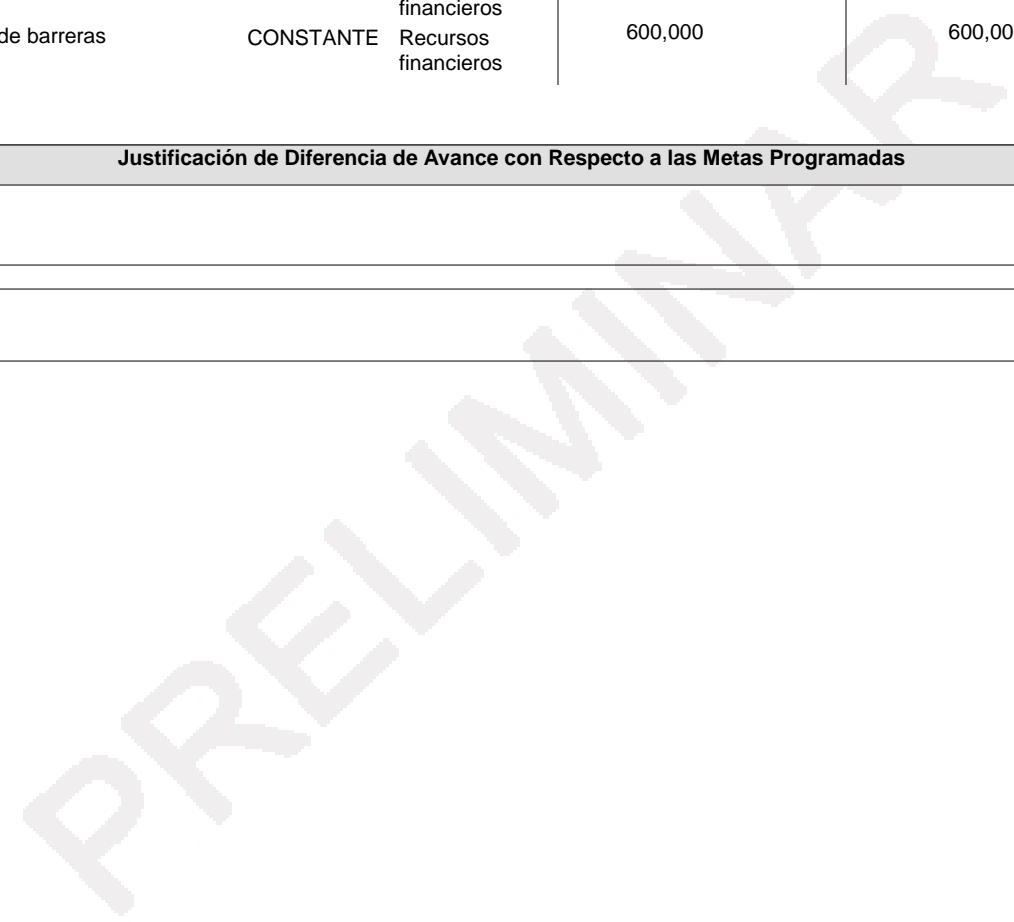 financieros
de barreras CONSTANTE Recursos 600,000 600,00
financieros
Justificación de Diferencia de Avance con Respecto a las Metas Programadas
PRELIMINAR